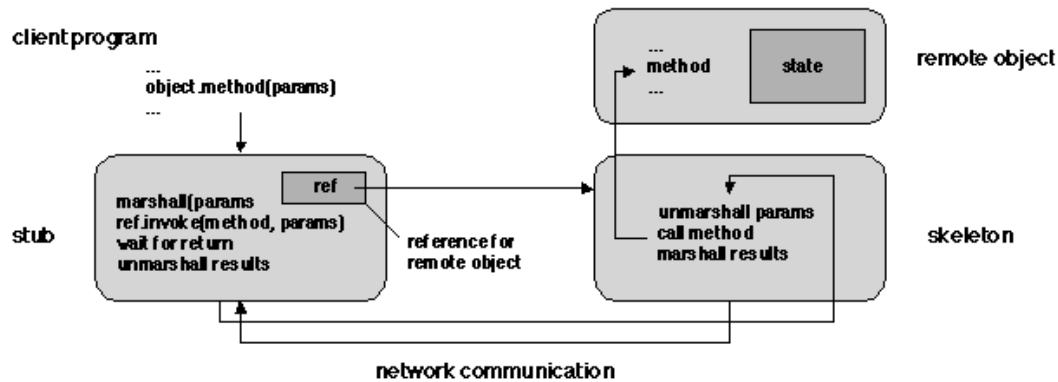 client program
...
object.method(params)
...
...
method
...
state
remote object
ref
marshall(params
ref.invoke(method, params)
wait for return
unmarshall results
stub
reference for
remote object
unmarshall params
call method
marshall results
skeleton
network communication